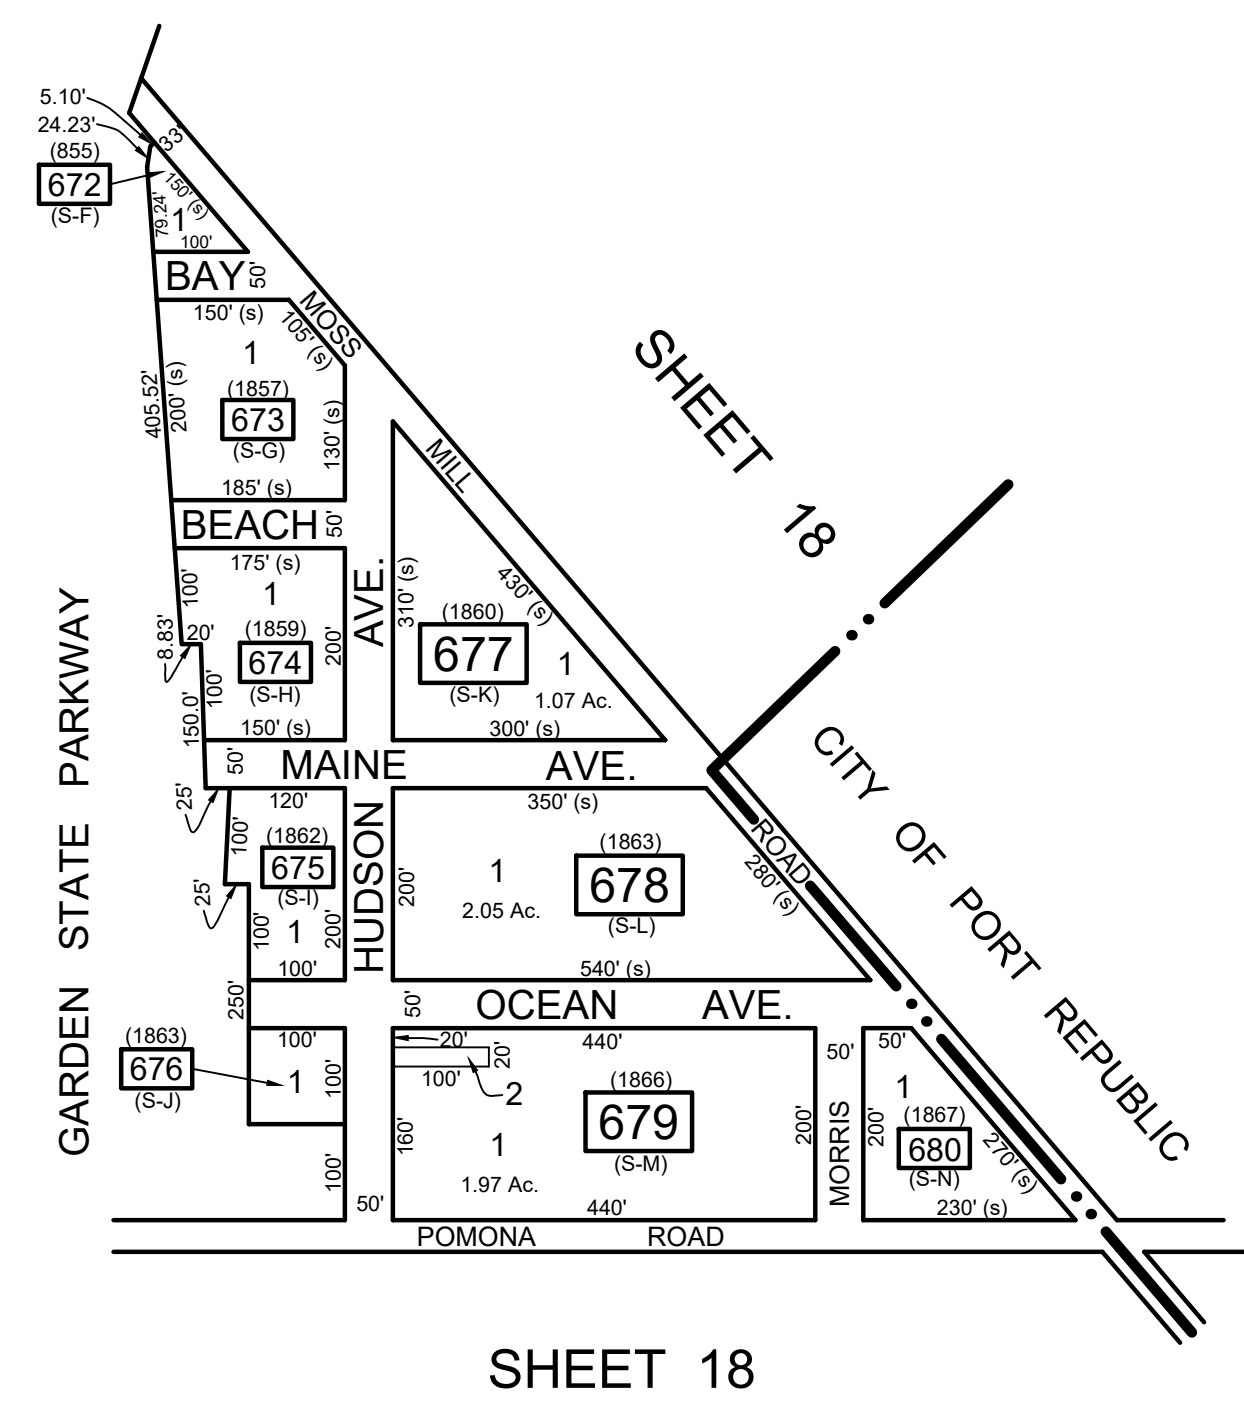 5.10'
24.23'
33'
(855)
672
(S-F)
150' (s)
79.24'
1
100'
BAY
50'
MOSS
150' (s)
105' (s)
1
405.52'
200' (s)
(1857)
673
(S-G)
130' (s)
185' (s)
SHEET 18
MILL
BEACH
50'
175' (s)
100'
1
AVE.
310' (s)
430' (s)
(1860)
677
(S-K)
1
1.07 Ac.
300' (s)
8.83'
20'
(1859)
674
(S-H)
200'
100'
150.0'
150' (s)
GARDEN STATE PARKWAY
50'
MAINE AVE.
CITY OF PORT REPUBLIC
25'
120'
350' (s)
100'
(1862)
675
(S-I)
HUDSON
200'
1
2.05 Ac.
(1863)
678
(S-L)
ROAD
280' (s)
25'
100'
1
200'
100'
540' (s)
250'
50'
OCEAN AVE.
(1863)
676
(S-J)
100'
1
100'
20'
440'
20'
100'
2
50'
50'
1
(1866)
679
(S-M)
160'
1
1.97 Ac.
200'
MORRIS
200'
(1867)
680
(S-N)
270' (s)
100'
50'
440'
230' (s)
POMONA ROAD
SHEET 18